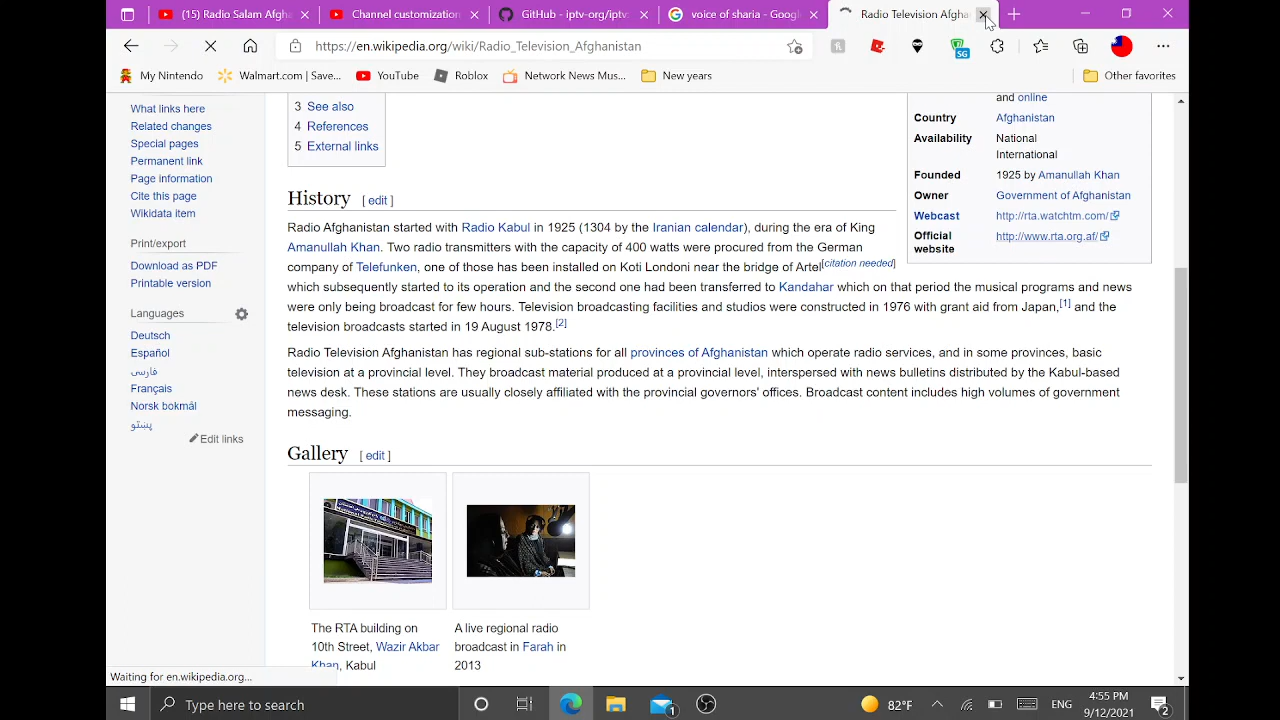 (15) Radio Salam Afgha
Channel customization
GitHub - iptv-org/iptv
voice of sharia - Google
Radio Television Afgha
https://en.wikipedia.org/wiki/Radio_Television_Afghanistan
SG
My Nintendo
Walmart.com | Save...
YouTube
Roblox
Network News Mus...
New years
Other favorites
What links here
Related changes
Special pages
Permanent link
Page information
Cite this page
Wikidata item
Print/export
Download as PDF
Printable version
Languages
Deutsch
Español
فارسی
Français
Norsk bokmål
پښتو
Edit links
3 See also
4 References
5 External links
and online
Country Afghanistan
Availability National
International
Founded 1925 by Amanullah Khan
Owner Government of Afghanistan
Webcast http://rta.watchtm.com/
Official http://www.rta.org.af/
website
History [ edit ]
Radio Afghanistan started with Radio Kabul in 1925 (1304 by the Iranian calendar), during the era of King
Amanullah Khan. Two radio transmitters with the capacity of 400 watts were procured from the German
company of Telefunken, one of those has been installed on Koti Londoni near the bridge of Artel[citation needed]
which subsequently started to its operation and the second one had been transferred to Kandahar which on that period the musical programs and news
were only being broadcast for few hours. Television broadcasting facilities and studios were constructed in 1976 with grant aid from Japan,[1] and the
television broadcasts started in 19 August 1978.[2]
Radio Television Afghanistan has regional sub-stations for all provinces of Afghanistan which operate radio services, and in some provinces, basic
television at a provincial level. They broadcast material produced at a provincial level, interspersed with news bulletins distributed by the Kabul-based
news desk. These stations are usually closely affiliated with the provincial governors' offices. Broadcast content includes high volumes of government
messaging.
Gallery [ edit ]
The RTA building on
10th Street, Wazir Akbar
Khan, Kabul
A live regional radio
broadcast in Farah in
2013
Waiting for en.wikipedia.org...
Type here to search
1
82°F
ENG
4:55 PM
9/12/2021
2